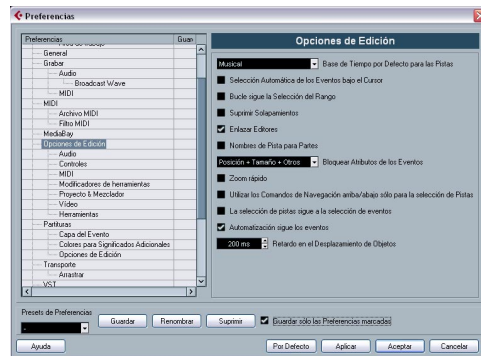 Preferencias
Preferencias
Guar
Área de Trabajo
General
Grabar
Audio
Broadcast Wave
MIDI
MIDI
Archivo MIDI
Filtro MIDI
MediaBay
Opciones de Edición
Audio
Controles
MIDI
Modificadores de herramientas
Proyecto & Mezclador
Vídeo
Herramientas
Partituras
Capa del Evento
Colores para Significados Adicionales
Opciones de Edición
Transporte
Arrastrar
VST
Opciones de Edición
Musical Base de Tiempo por Defecto para las Pistas
Selección Automática de los Eventos bajo el Cursor
Bucle sigue la Selección del Rango
Suprimir Solapamientos
Enlazar Editores
Nombres de Pista para Partes
Posición + Tamaño + Otros Bloquear Atributos de los Eventos
Zoom rápido
Utilizar los Comandos de Navegación arriba/abajo sólo para la selección de Pistas
La selección de pistas sigue a la selección de eventos
Automatización sigue los eventos
200 ms Retardo en el Desplazamiento de Objetos
Presets de Preferencias
-
Guardar
Renombrar
Suprimir
Guardar sólo las Preferencias marcadas
Ayuda
Por Defecto
Aplicar
Aceptar
Cancelar